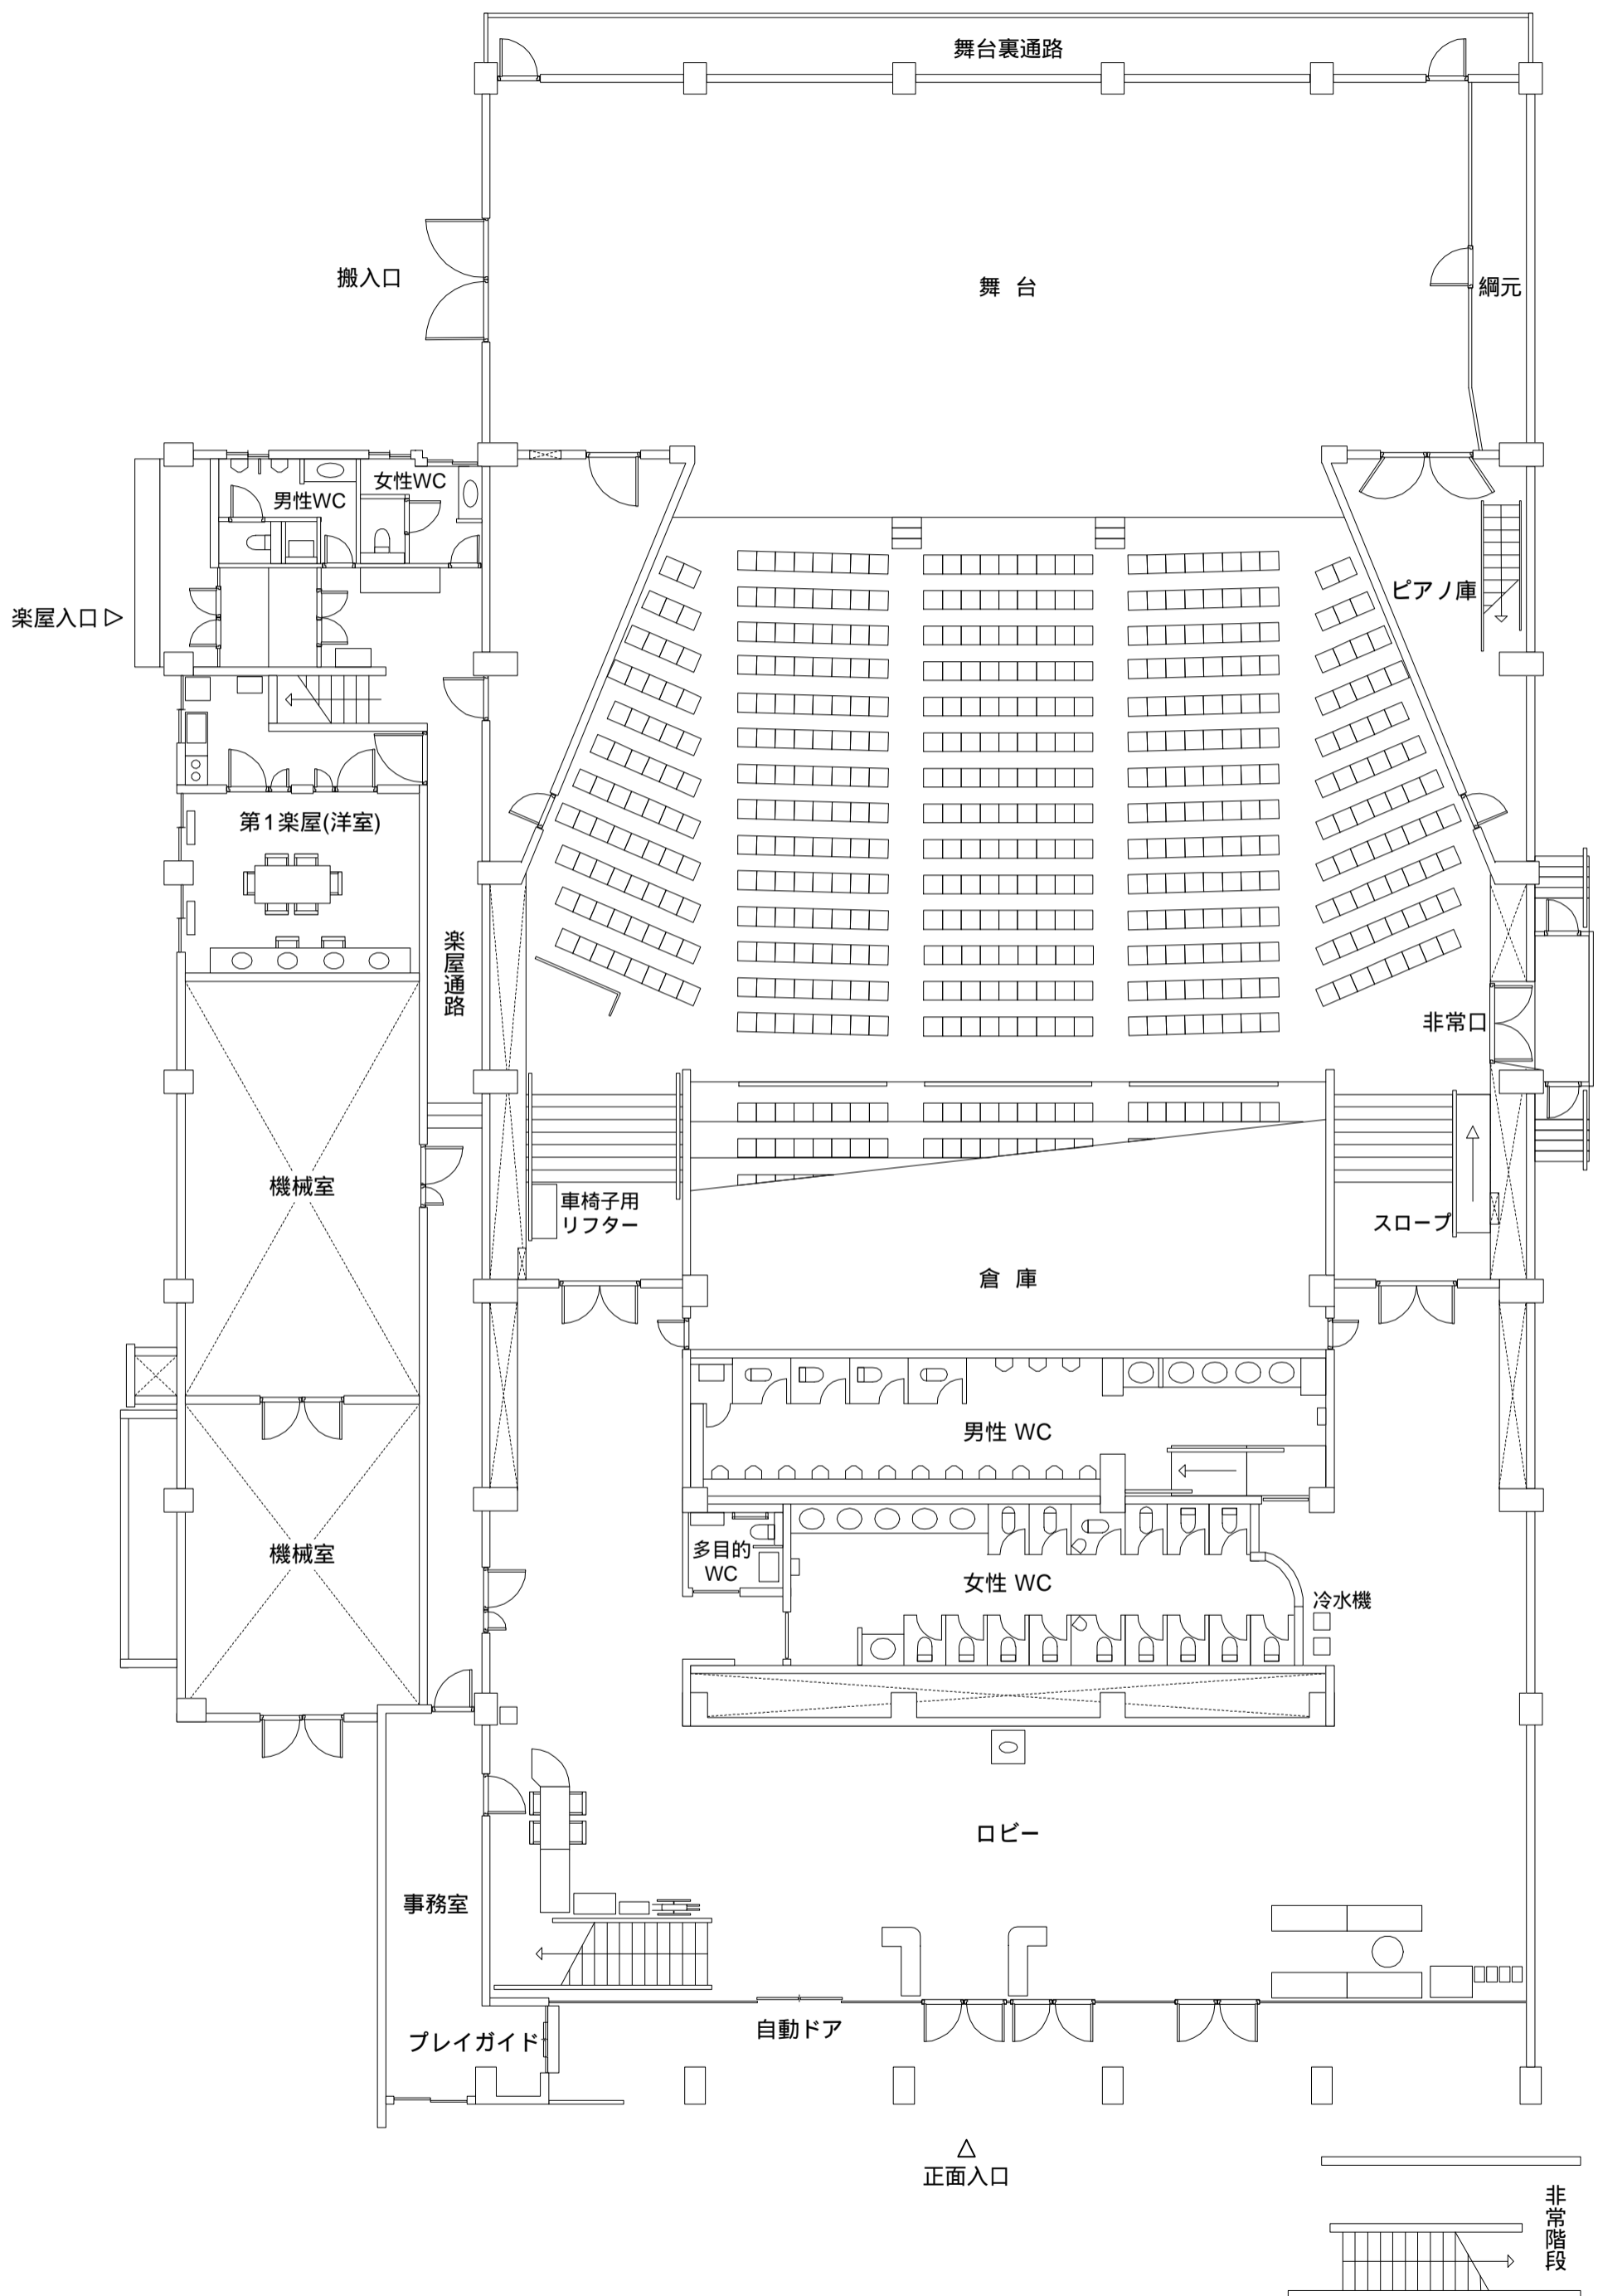 舞台裏通路
搬入口
舞 台
綱元
女性WC
男性WC
ピアノ庫
楽屋入口
第1楽屋(洋室)
楽屋通路
非常口
機械室
車椅子用
リフター
スロープ
倉 庫
男性 WC
多目的
WC
機械室
女性 WC
冷水機
ロビー
事務室
自動ドア
プレイガイド
正面入口
非常階段